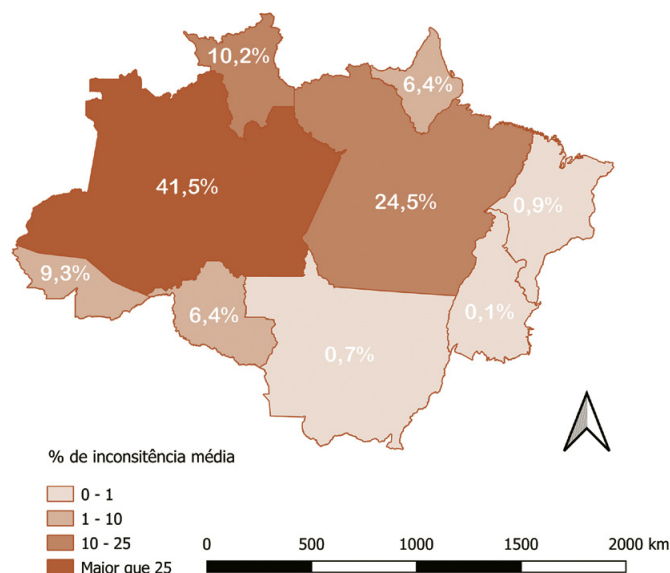 10,2%
6,4%
41,5%
24,5%
0,9%
9,3%
6,4%
0,1%
0,7%
% de inconsitência média
0 - 1
1 - 10
10 - 25
Maior que 25
0 500 1000 1500 2000 km